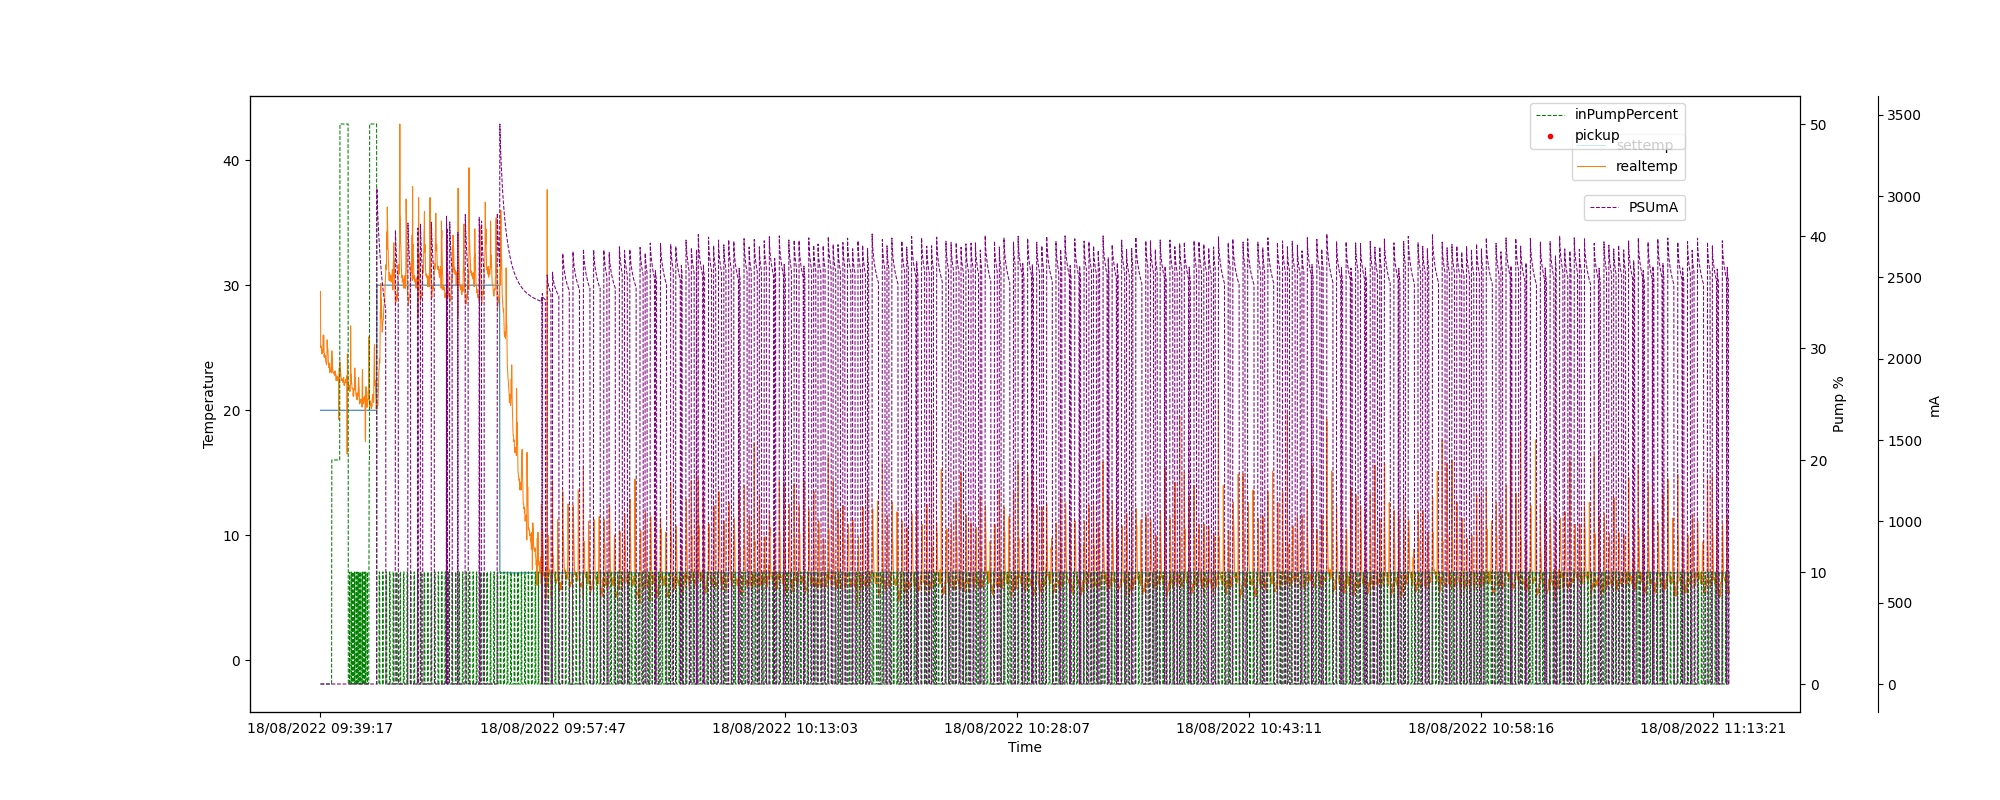 inPumpPercent
pickup
settemp
realtemp
PSUmA
Temperature
40
30
20
10
0
50
40
30
20
10
0
Pump %
3500
3000
2500
2000
1500
1000
500
0
mA
18/08/2022 09:39:17
18/08/2022 09:57:47
18/08/2022 10:13:03
18/08/2022 10:28:07
18/08/2022 10:43:11
18/08/2022 10:58:16
18/08/2022 11:13:21
Time